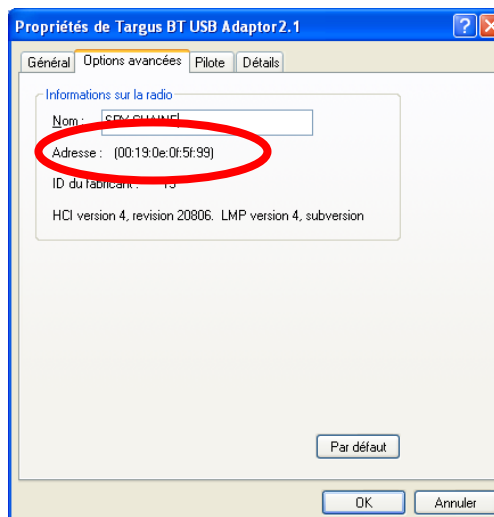 Propriétés de Targus BT USB Adaptor2.1
Général Options avancées Pilote Détails
Informations sur la radio
Nom :
Adresse : (00:19:0e:0f:5f:99)
ID du fabricant : 15
HCI version 4, revision 20806. LMP version 4, subversion
Par défaut
OK Annuler